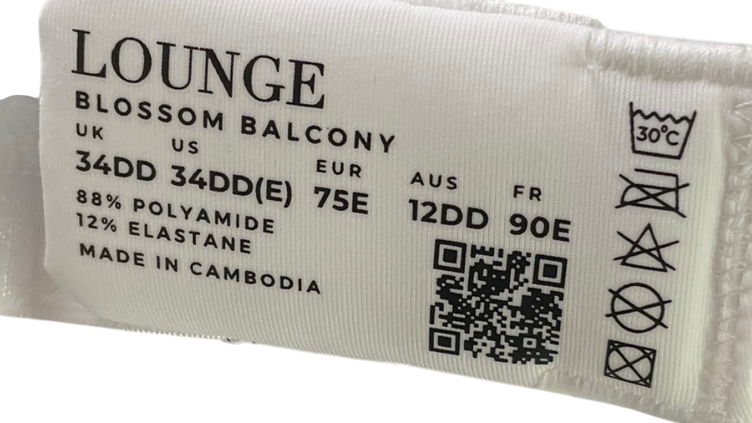 LOUNGE
BLOSSOM BALCONY
UK US EUR AUS FR
34DD 34DD(E) 75E 12DD 90E
88% POLYAMIDE
12% ELASTANE
MADE IN CAMBODIA
30°C